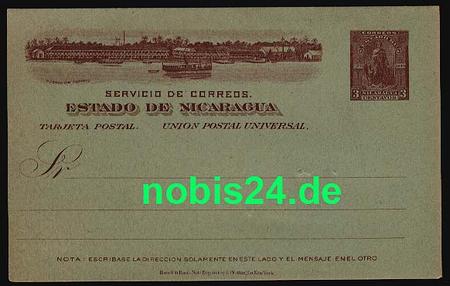 CORREOS
NICARAGUA
3 CENTAVOS 3
SERVICIO DE CORREOS.
ESTADO DE NICARAGUA
TARJETA POSTAL. UNION POSTAL UNIVERSAL.
Sr.
nobis24.de
NOTA: ESCRIBASE LA DIRECCION SOLAMENTE EN ESTE LADO Y EL MENSAJE EN EL OTRO